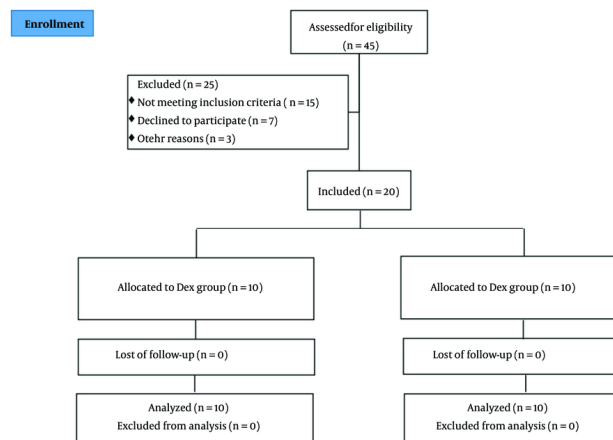 Enrollment
Assessedfor eligibility
(n = 45)
Excluded (n = 25)
♦ Not meeting inclusion criteria ( n = 15)
♦ Declined to participate (n = 7)
♦ Otehr reasons (n = 3)
Included (n = 20)
Allocated to Dex group (n = 10)
Allocated to Dex group (n = 10)
Lost of follow-up (n = 0)
Lost of follow-up (n = 0)
Analyzed (n = 10)
Excluded from analysis (n = 0)
Analyzed (n = 10)
Excluded from analysis (n = 0)